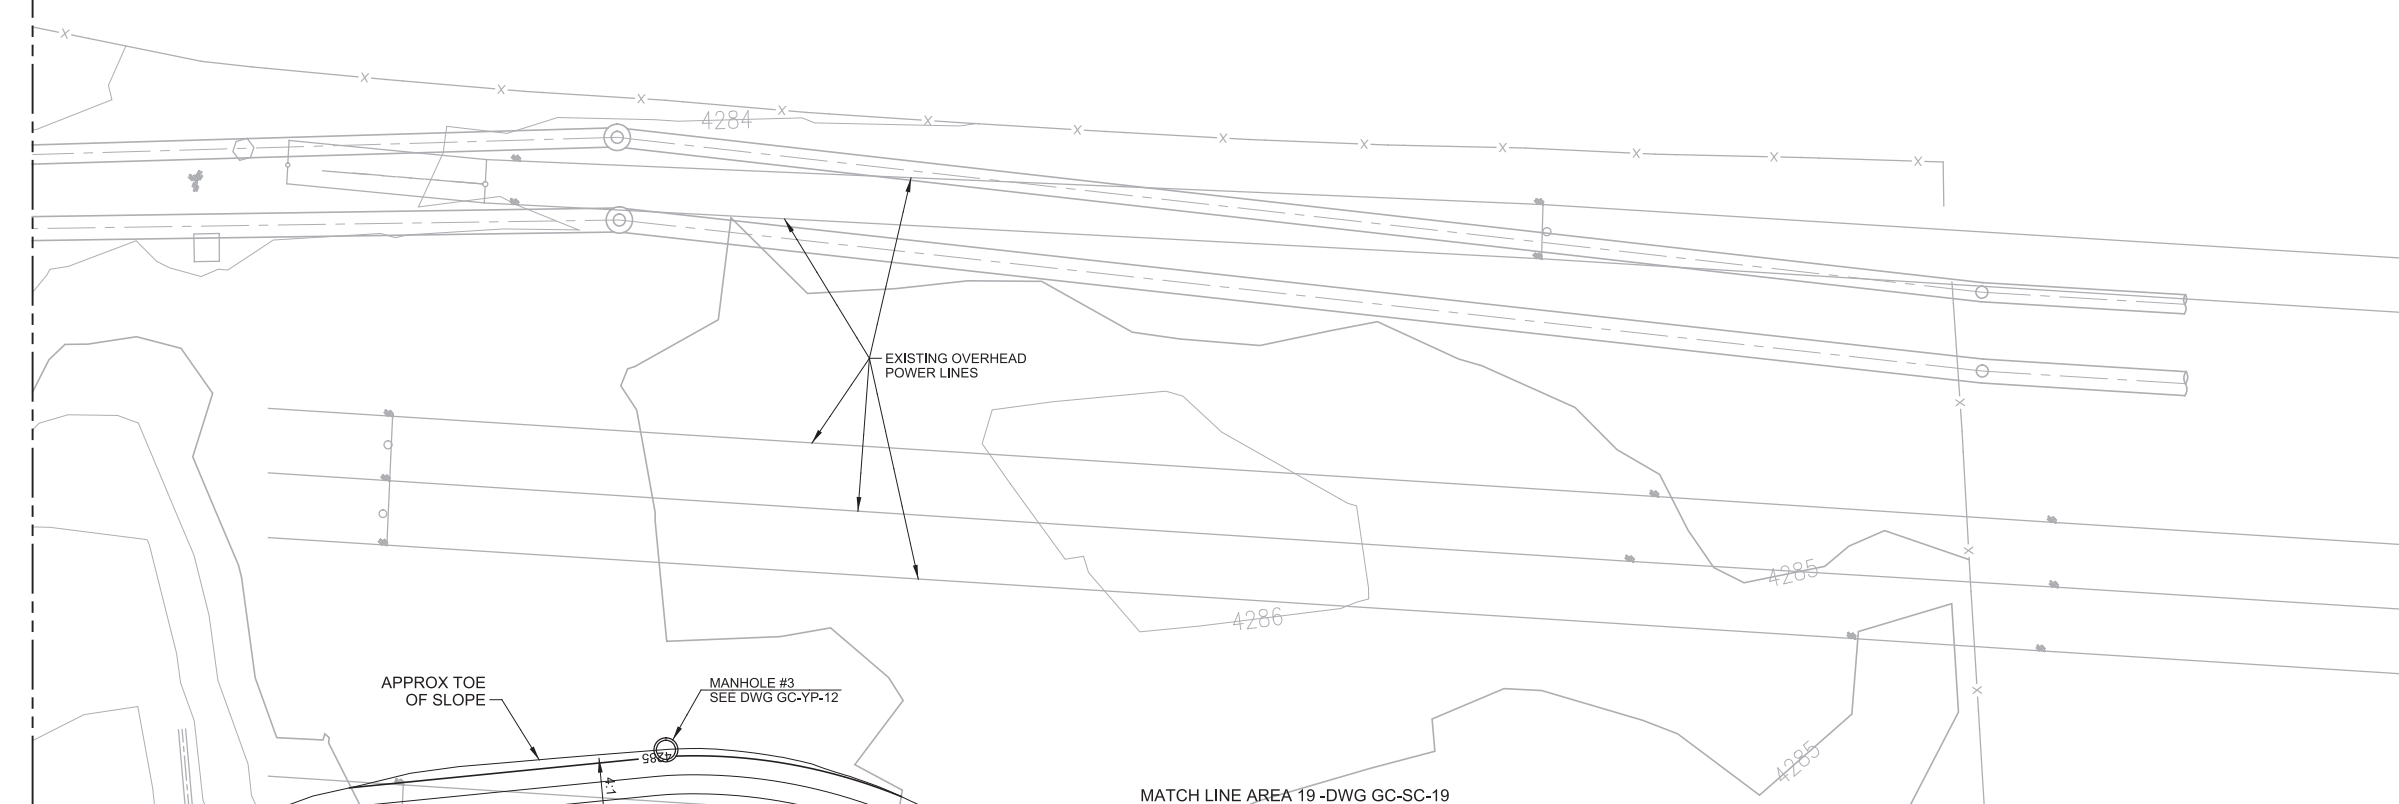 4284
EXISTING OVERHEAD
POWER LINES
4285
4286
APPROX TOE
OF SLOPE
MANHOLE #3
SEE DWG GC-YP-12
4285
4:1
4285
MATCH LINE AREA 19 -DWG GC-SC-19